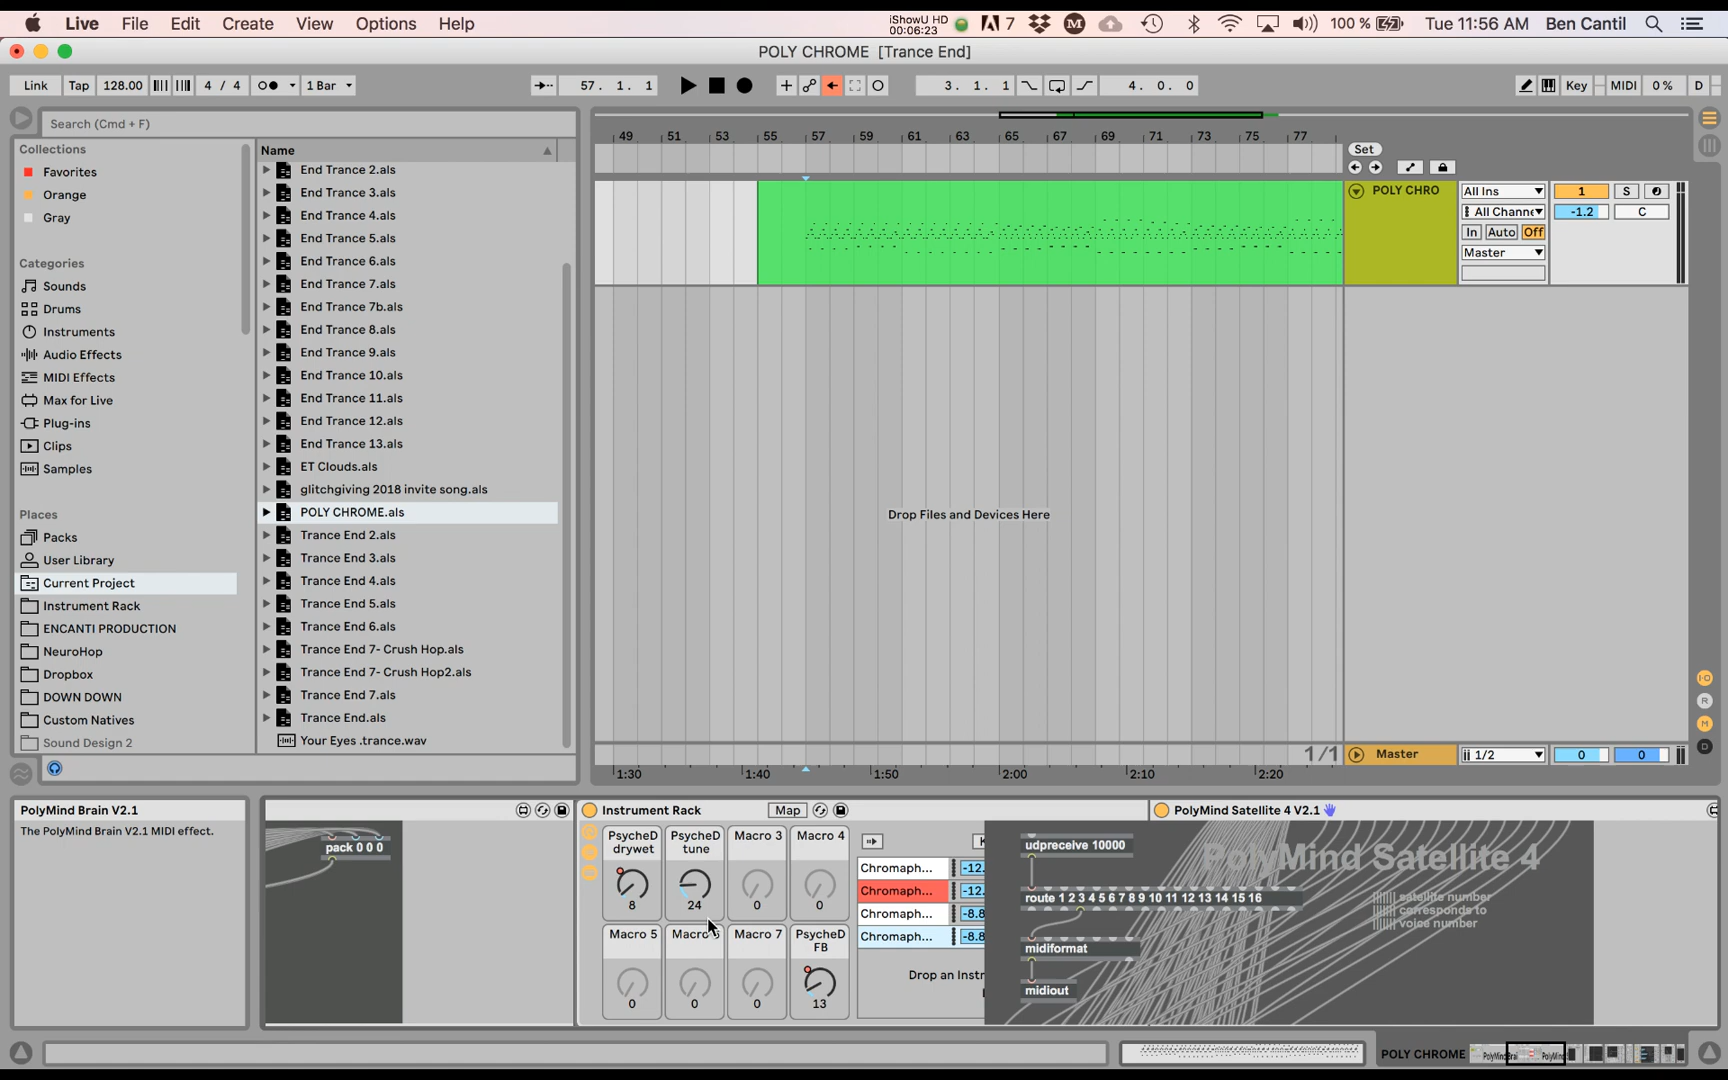 Live File Edit Create View Options Help
iShowU HD
00:06:23
7
100 %
Tue 11:56 AM Ben Cantil
POLY CHROME [Trance End]
Link Tap 128.00 4 / 4 1 Bar
57. 1. 1
3. 1. 1
4. 0. 0
Key MIDI 0 % D
Search (Cmd + F)
Collections
Favorites
Orange
Gray
Categories
Sounds
Drums
Instruments
Audio Effects
MIDI Effects
Max for Live
Plug-ins
Clips
Samples
Places
Packs
User Library
Current Project
Instrument Rack
ENCANTI PRODUCTION
NeuroHop
Dropbox
DOWN DOWN
Custom Natives
Sound Design 2
Name
End Trance 2.als
End Trance 3.als
End Trance 4.als
End Trance 5.als
End Trance 6.als
End Trance 7.als
End Trance 7b.als
End Trance 8.als
End Trance 9.als
End Trance 10.als
End Trance 11.als
End Trance 12.als
End Trance 13.als
ET Clouds.als
glitchgiving 2018 invite song.als
POLY CHROME.als
Trance End 2.als
Trance End 3.als
Trance End 4.als
Trance End 5.als
Trance End 6.als
Trance End 7- Crush Hop.als
Trance End 7- Crush Hop2.als
Trance End 7.als
Trance End.als
Your Eyes .trance.wav
49 51 53 55 57 59 61 63 65 67 69 71 73 75 77
Set
POLY CHRO
All Ins
All Channe
In Auto Off
Master
1 S
-1.2 C
Drop Files and Devices Here
1/1
Master 1/2 0 0
1:30 1:40 1:50 2:00 2:10 2:20
I-O
R
M
D
PolyMind Brain V2.1
The PolyMind Brain V2.1 MIDI effect.
pack 0 0 0
Instrument Rack Map
PsycheD drywet
8
PsycheD tune
24
Macro 3
0
Macro 4
0
Macro 5
0
0
Macro 7
0
PsycheD FB
13
Chromaph... -12.
Chromaph... -12.
Chromaph... -8.8
Chromaph... -8.8
Drop an Instr
PolyMind Satellite 4 V2.1
udpreceive 10000
PolyMind Satellite 4
route 1 2 3 4 5 6 7 8 9 10 11 12 13 14 15 16
satellite number
corresponds to
voice number
midiformat
midiout
POLY CHROME